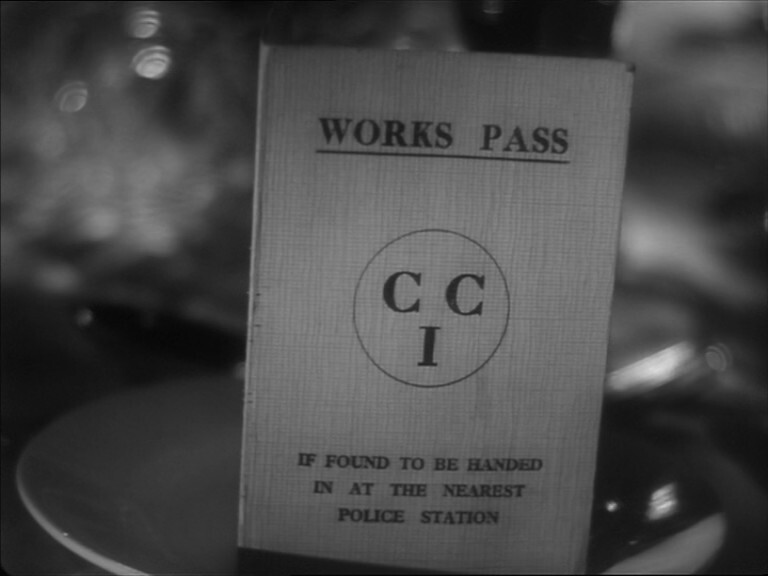 WORKS PASS
C C
I
IF FOUND TO BE HANDED
IN AT THE NEAREST
POLICE STATION